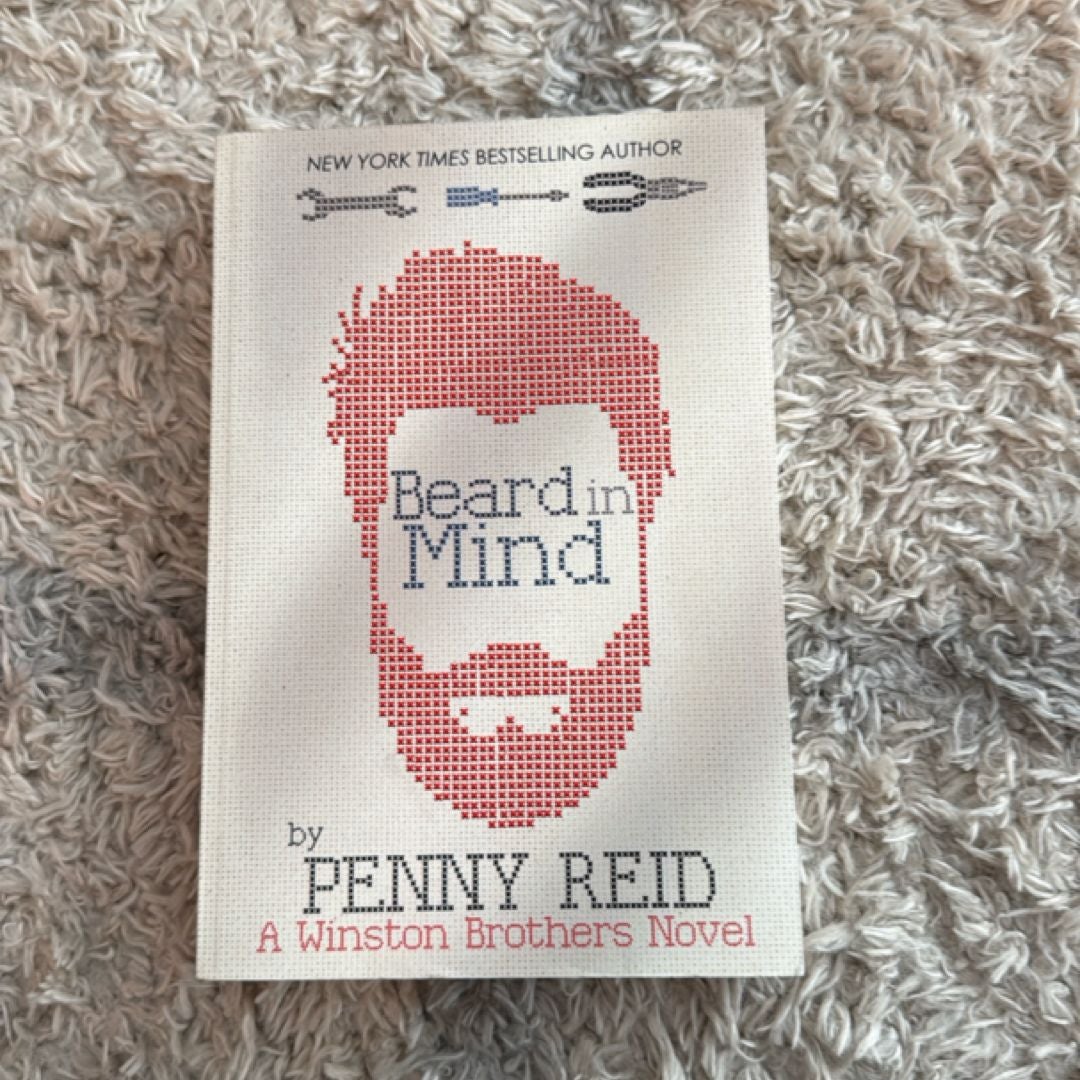 NEW YORK TIMES BESTSELLING AUTHOR
Beard in
Mind
by
PENNY REID
A Winston Brothers Novel